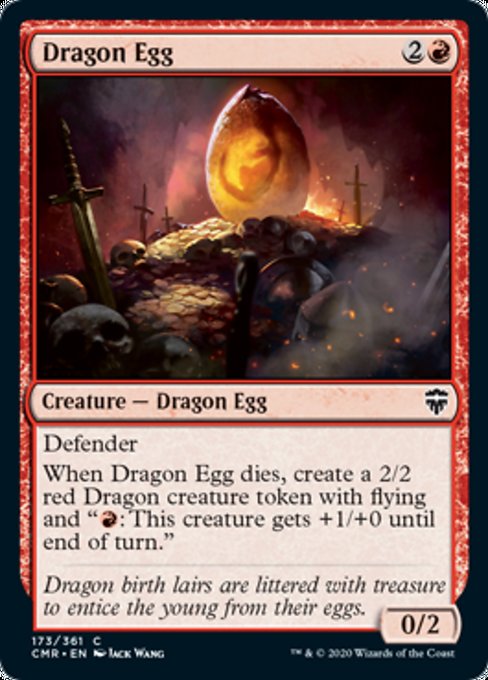 Dragon Egg 2
Creature — Dragon Egg
Defender
When Dragon Egg dies, create a 2/2
red Dragon creature token with flying
and “: This creature gets +1/+0 until
end of turn.”
Dragon birth lairs are littered with treasure
to entice the young from their eggs.
0/2
173/361 C
CMR • EN Jack Wang
™ & © 2020 Wizards of the Coast